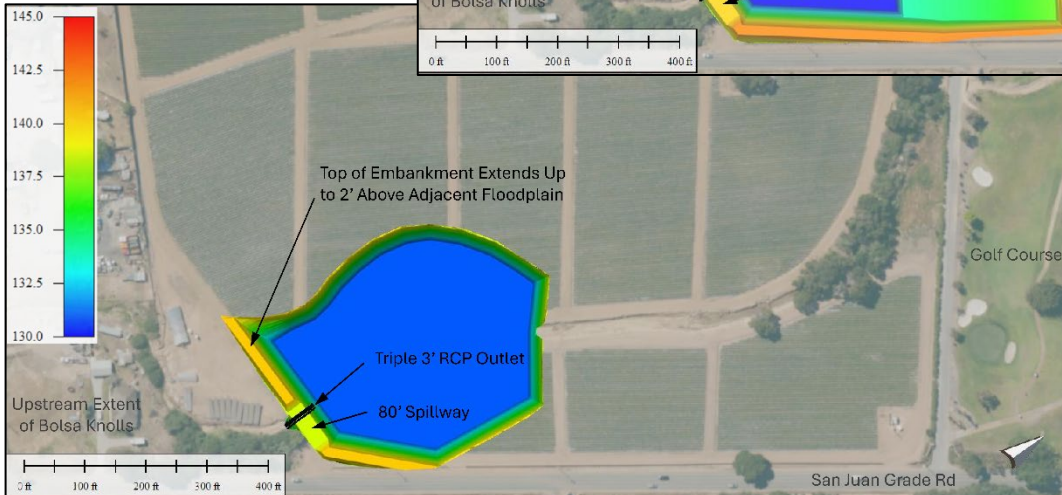 of Bolsa Knolls
0 ft 100 ft 200 ft 300 ft 400 ft
145.0
142.5
140.0
137.5
135.0
132.5
130.0
Top of Embankment Extends Up
to 2' Above Adjacent Floodplain
Golf Course
Triple 3' RCP Outlet
80' Spillway
Upstream Extent
of Bolsa Knolls
0 ft 100 ft 200 ft 300 ft 400 ft
San Juan Grade Rd